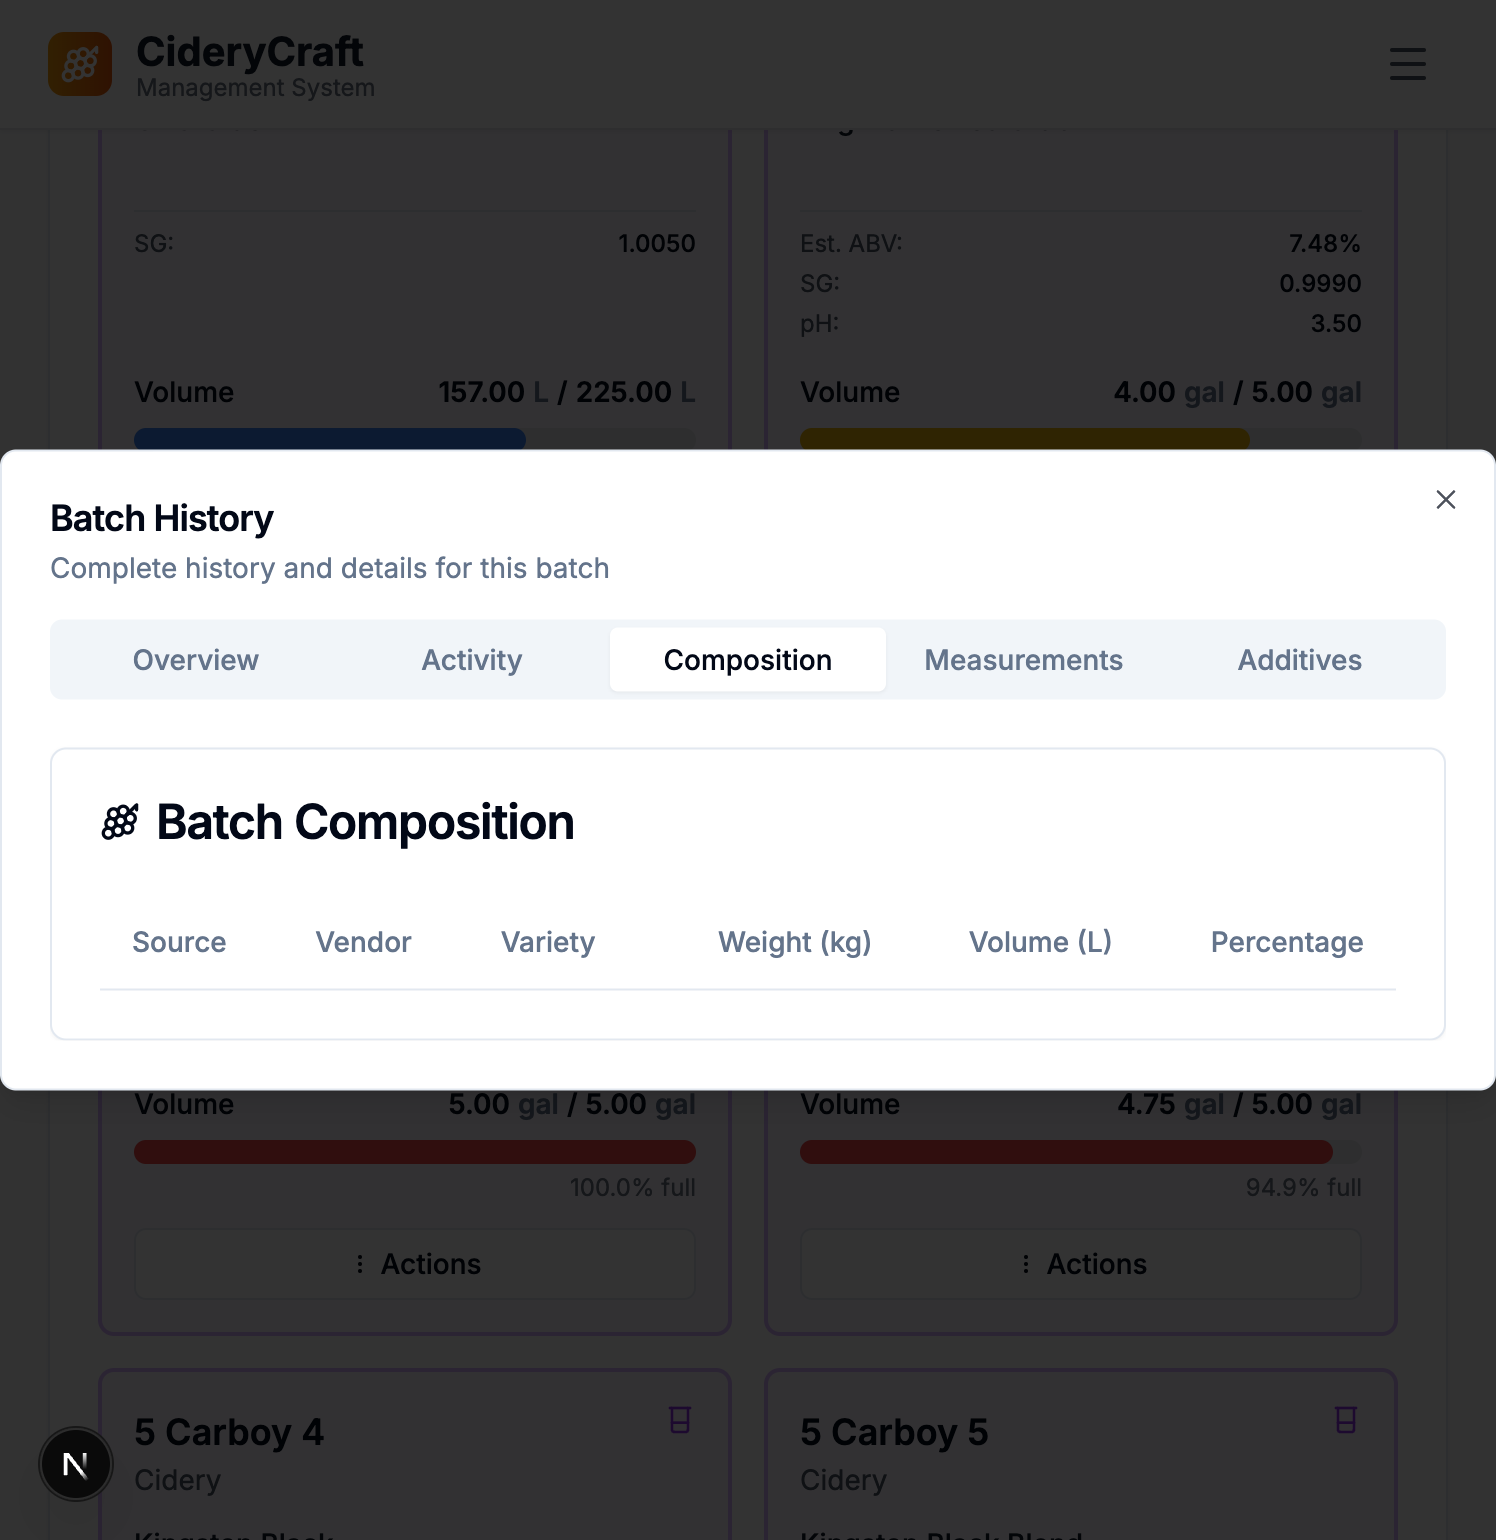 CideryCraft
Management System
SG: 1.0050
Est. ABV: 7.48%
SG: 0.9990
pH: 3.50
Volume 157.00 L / 225.00 L
Volume 4.00 gal / 5.00 gal
Batch History
Complete history and details for this batch
Overview Activity Composition Measurements Additives
Batch Composition
Source Vendor Variety Weight (kg) Volume (L) Percentage
Volume 5.00 gal / 5.00 gal
100.0% full
Actions
Volume 4.75 gal / 5.00 gal
94.9% full
Actions
5 Carboy 4
Cidery
5 Carboy 5
Cidery
N